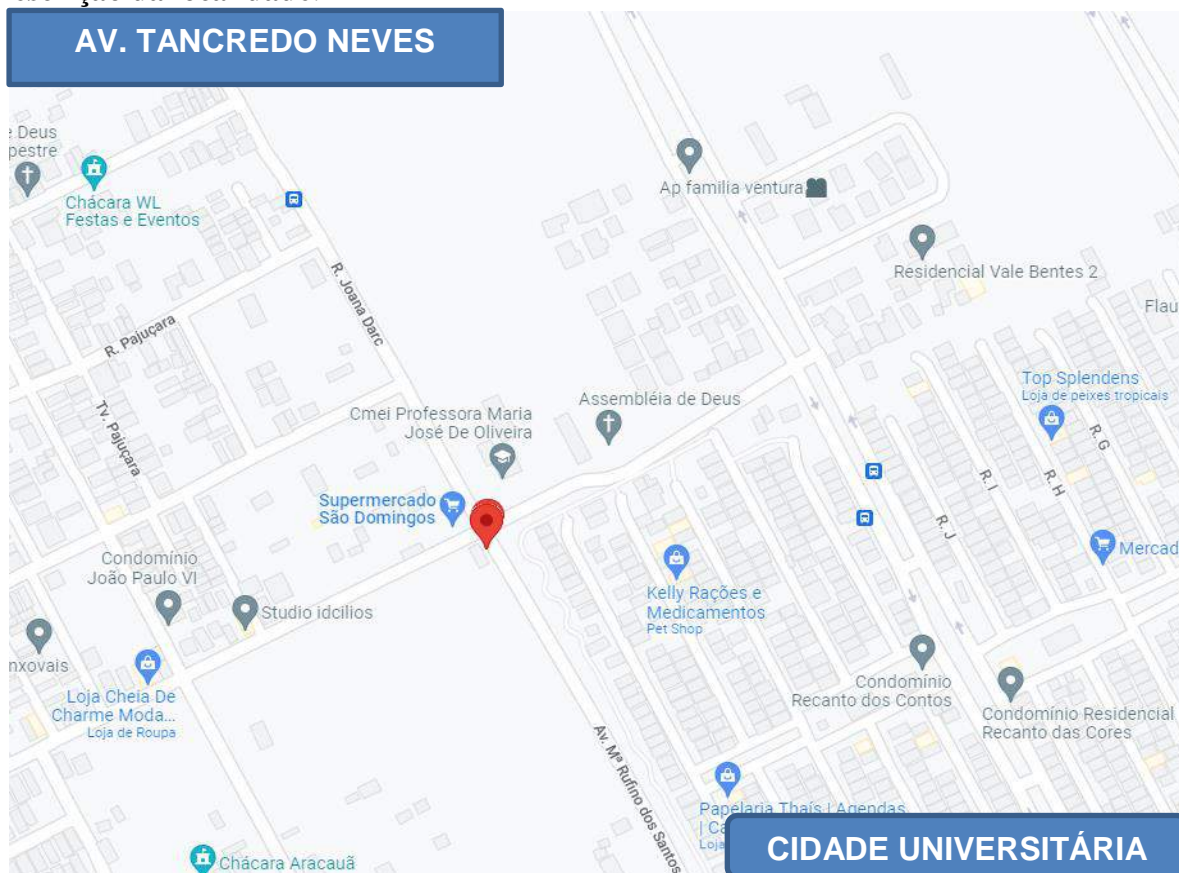 AV. TANCREDO NEVES
Deus
pestre
Chácara WL
Festas e Eventos
Ap familia ventura
Residencial Vale Bentes 2
Flau
R. Joana Darc
R. Pajuçara
Tv. Pajuçara
Cmei Professora Maria
José De Oliveira
Assembléia de Deus
Top Splendens
Loja de peixes tropicais
R. G
R. H
R. I
R. J
Supermercado
São Domingos
Condomínio
João Paulo VI
Studio idcilios
Kelly Rações e
Medicamentos
Pet Shop
Mercad
nxovais
Loja Cheia De
Charme Moda...
Loja de Roupa
Condomínio
Recanto dos Contos
Condomínio Residencial
Recanto das Cores
Av. Mª Rufino dos Santos
Papelaria Thaís | Agendas
| Ca
Loja
Chácara Aracauã
CIDADE UNIVERSITÁRIA